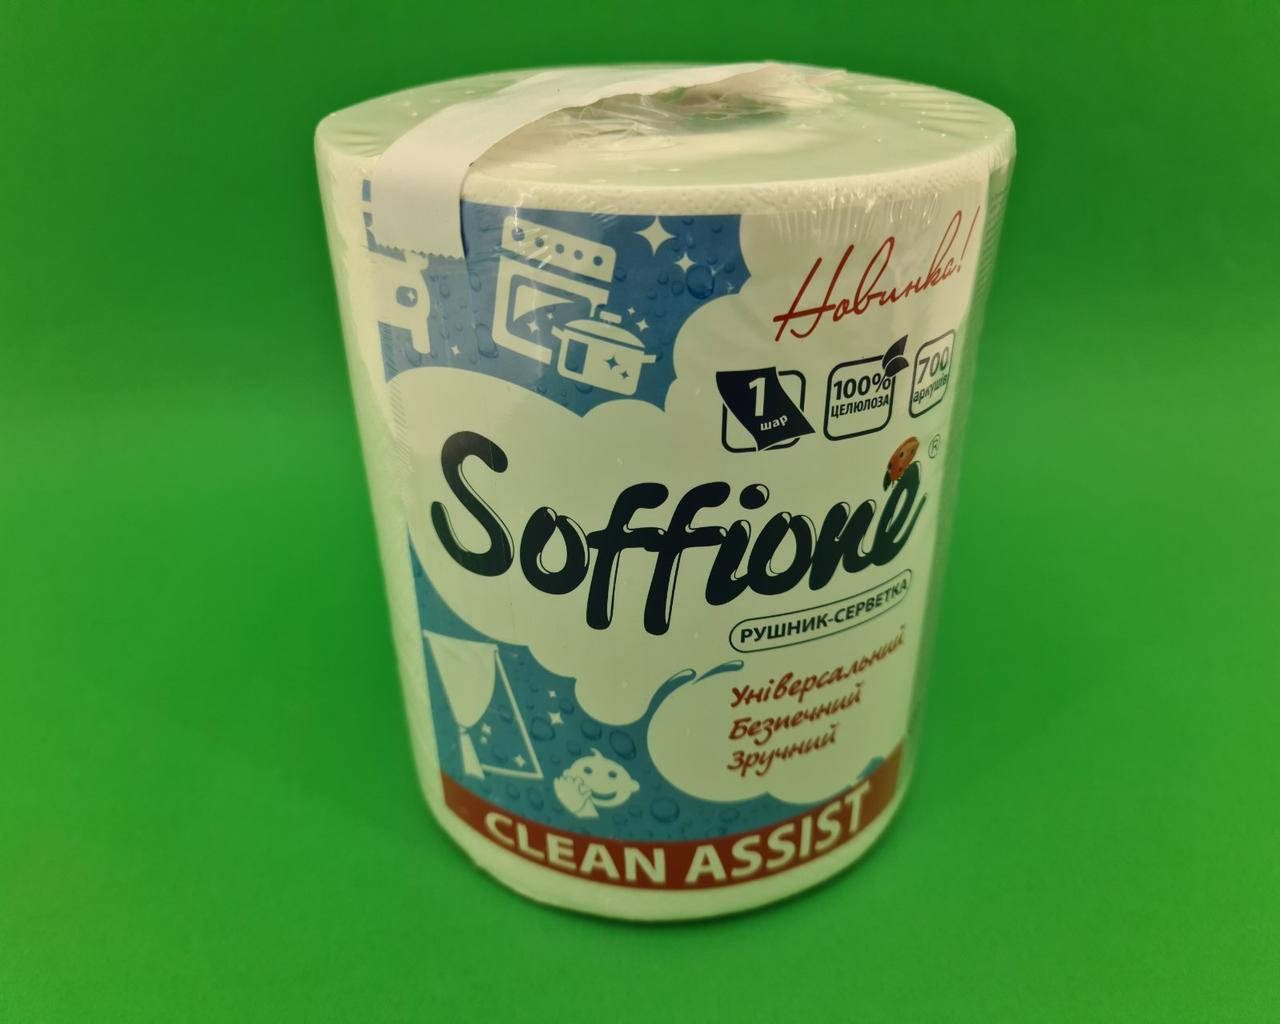 Новинка!
1
шар
100%
ЦЕЛЮЛОЗА
700
аркушів
Soffione®
РУШНИК-СЕРВЕТКА
Універсальний
Безпечний
Зручний
CLEAN ASSIST